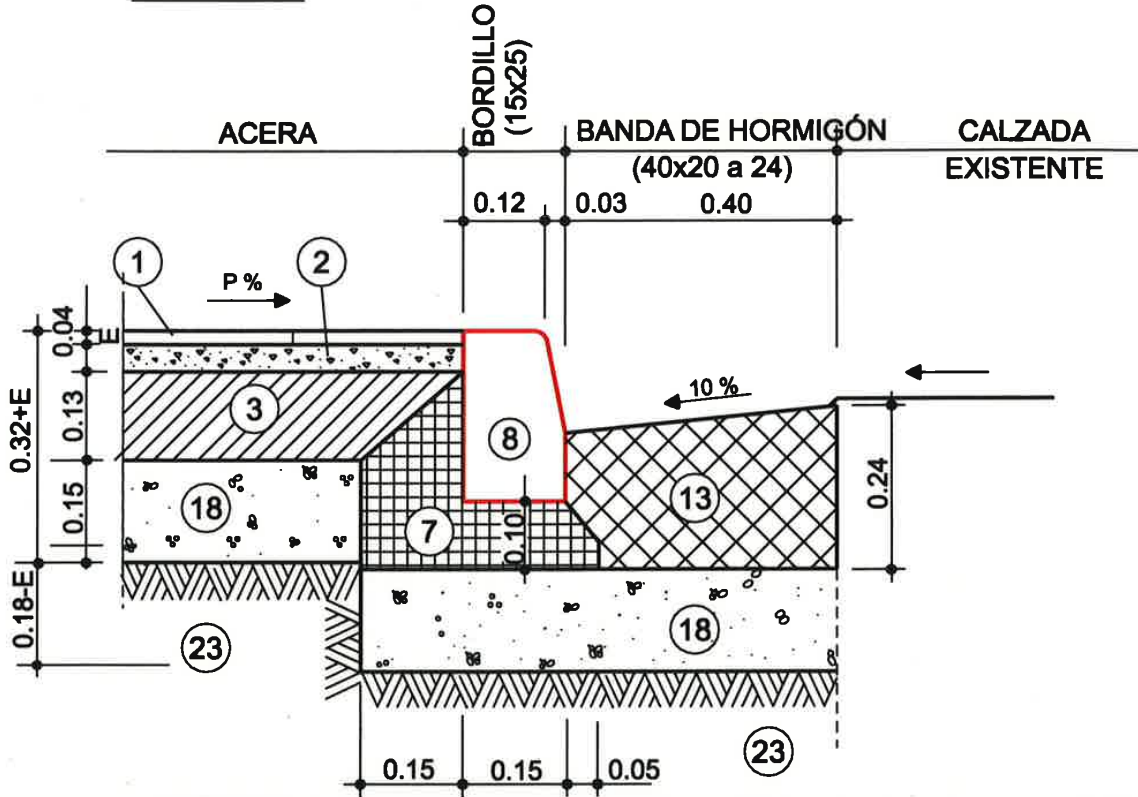 BORDILLO
(15x25)
ACERA
BANDA DE HORMIGÓN
(40x20 a 24)
CALZADA
EXISTENTE
0.12
0.03
0.40
1
2
P %
0.04
E
0.13
0.15
0.32+E
0.18-E
3
8
10 %
18
7
0.10
13
0.24
18
23
23
0.15
0.15
0.05